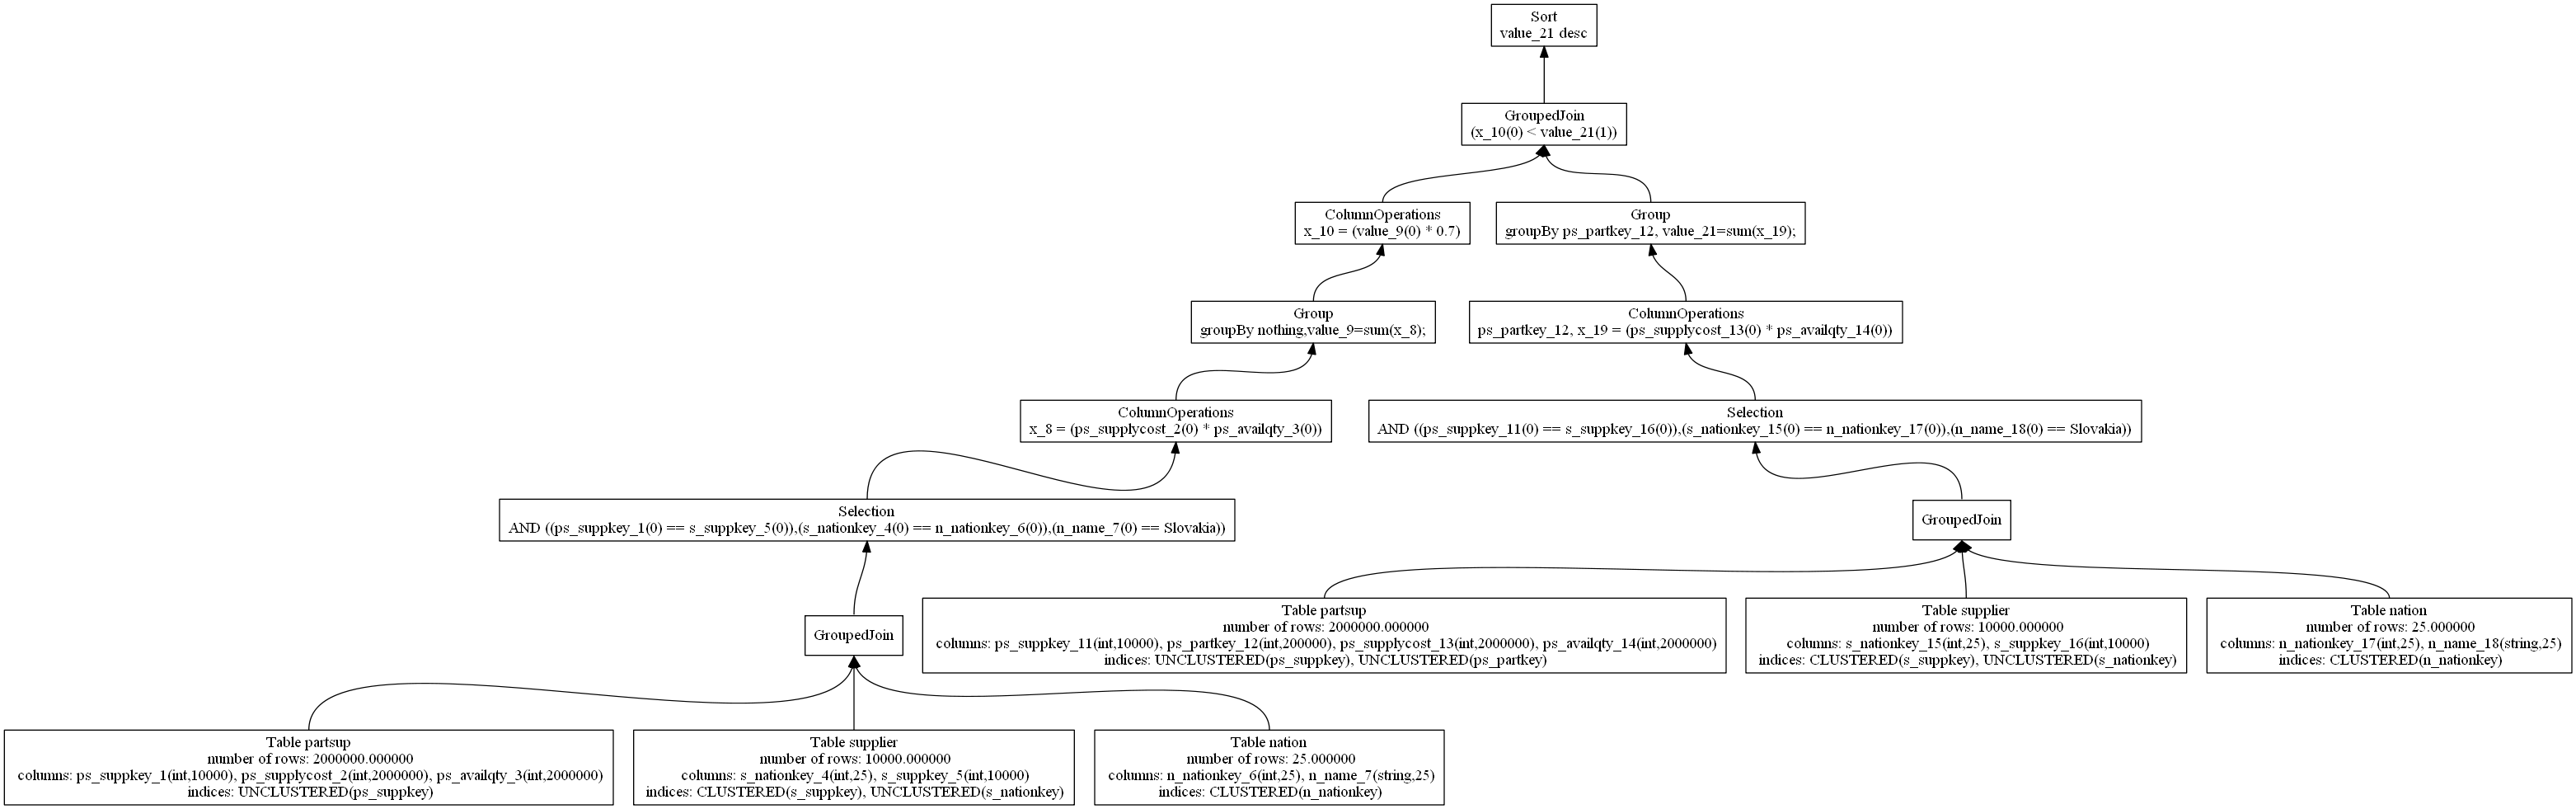 Sort
value_21 desc
GroupedJoin
(x_10(0) < value_21(1))
ColumnOperations
x_10 = (value_9(0) * 0.7)
Group
groupBy ps_partkey_12, value_21=sum(x_19);
Group
groupBy nothing,value_9=sum(x_8);
ColumnOperations
ps_partkey_12, x_19 = (ps_supplycost_13(0) * ps_availqty_14(0))
ColumnOperations
x_8 = (ps_supplycost_2(0) * ps_availqty_3(0))
Selection
AND ((ps_suppkey_11(0) == s_suppkey_16(0)),(s_nationkey_15(0) == n_nationkey_17(0)),(n_name_18(0) == Slovakia))
Selection
AND ((ps_suppkey_1(0) == s_suppkey_5(0)),(s_nationkey_4(0) == n_nationkey_6(0)),(n_name_7(0) == Slovakia))
GroupedJoin
GroupedJoin
Table partsup
number of rows: 2000000.000000
columns: ps_suppkey_11(int,10000), ps_partkey_12(int,200000), ps_supplycost_13(int,2000000), ps_availqty_14(int,2000000)
indices: UNCLUSTERED(ps_suppkey), UNCLUSTERED(ps_partkey)
Table supplier
number of rows: 10000.000000
columns: s_nationkey_15(int,25), s_suppkey_16(int,10000)
indices: CLUSTERED(s_suppkey), UNCLUSTERED(s_nationkey)
Table nation
number of rows: 25.000000
columns: n_nationkey_17(int,25), n_name_18(string,25)
indices: CLUSTERED(n_nationkey)
Table partsup
number of rows: 2000000.000000
columns: ps_suppkey_1(int,10000), ps_supplycost_2(int,2000000), ps_availqty_3(int,2000000)
indices: UNCLUSTERED(ps_suppkey)
Table supplier
number of rows: 10000.000000
columns: s_nationkey_4(int,25), s_suppkey_5(int,10000)
indices: CLUSTERED(s_suppkey), UNCLUSTERED(s_nationkey)
Table nation
number of rows: 25.000000
columns: n_nationkey_6(int,25), n_name_7(string,25)
indices: CLUSTERED(n_nationkey)